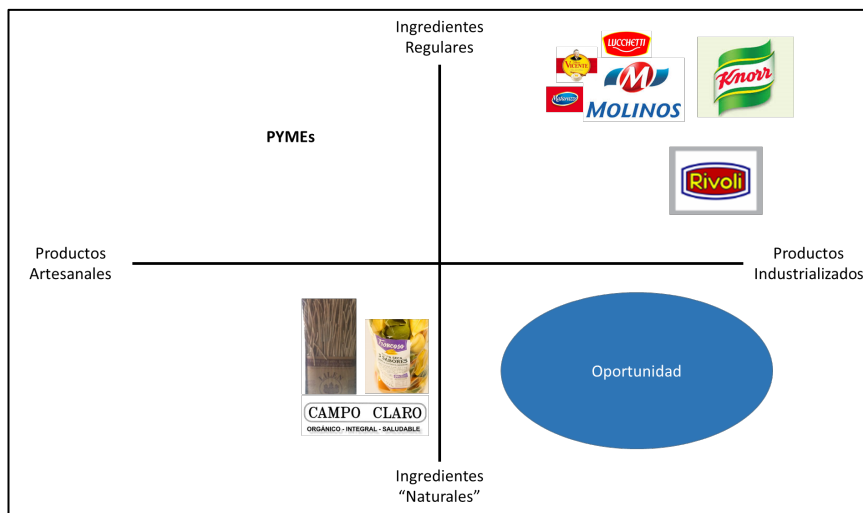 Ingredientes
Regulares
LUCCHETTI
VICENTE
Matarazzo
MOLINOS
Knorr
PYMEs
Rivoli
Productos
Artesanales
Productos
Industrializados
Oportunidad
CAMPO CLARO
ORGÁNICO - INTEGRAL - SALUDABLE
Ingredientes
“Naturales”